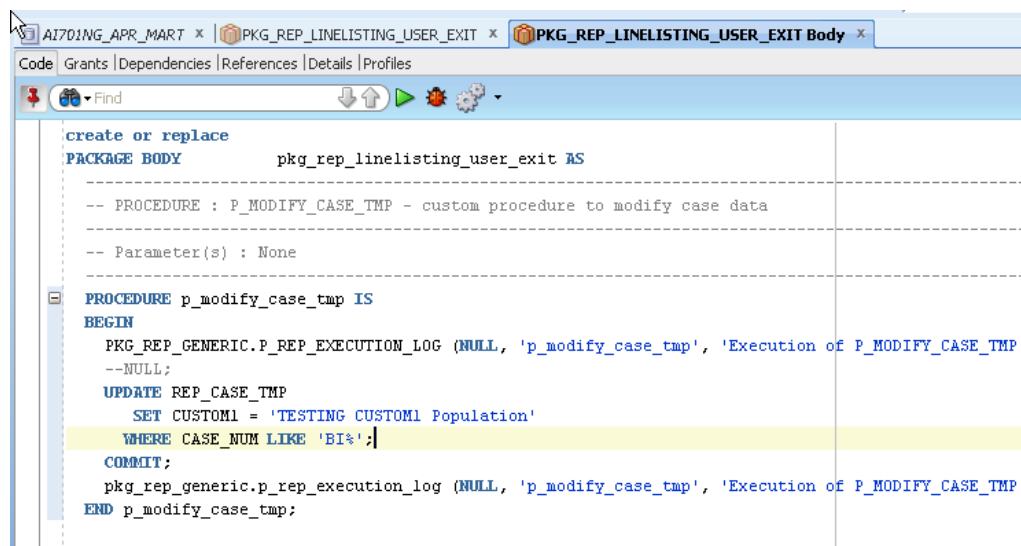 AI701NG_APR_MART x PKG_REP_LINELISTING_USER_EXIT x PKG_REP_LINELISTING_USER_EXIT Body x
Code Grants | Dependencies | References | Details | Profiles
Find
create or replace
PACKAGE BODY pkg_rep_linelisting_user_exit AS
--------------------------------------------------------------------------------
-- PROCEDURE : P_MODIFY_CASE_TMP - custom procedure to modify case data
--------------------------------------------------------------------------------
-- Parameter(s) : None
--------------------------------------------------------------------------------
PROCEDURE p_modify_case_tmp IS
BEGIN
PKG_REP_GENERIC.P_REP_EXECUTION_LOG (NULL, 'p_modify_case_tmp', 'Execution of P_MODIFY_CASE_TMP
--NULL;
UPDATE REP_CASE_TMP
SET CUSTOM1 = 'TESTING CUSTOM1 Population'
WHERE CASE_NUM LIKE 'BI%';
COMMIT;
pkg_rep_generic.p_rep_execution_log (NULL, 'p_modify_case_tmp', 'Execution of P_MODIFY_CASE_TMP
END p_modify_case_tmp;